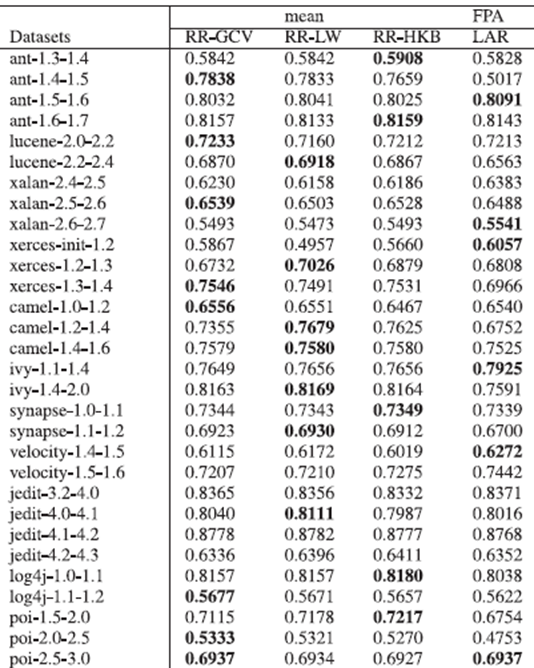 mean FPA
Datasets RR-GCV RR-LW RR-HKB LAR
ant-1.3-1.4 0.5842 0.5842 0.5908 0.5828
ant-1.4-1.5 0.7838 0.7833 0.7659 0.5017
ant-1.5-1.6 0.8032 0.8041 0.8025 0.8091
ant-1.6-1.7 0.8157 0.8133 0.8159 0.8143
lucene-2.0-2.2 0.7233 0.7160 0.7212 0.7213
lucene-2.2-2.4 0.6870 0.6918 0.6867 0.6563
xalan-2.4-2.5 0.6230 0.6158 0.6186 0.6383
xalan-2.5-2.6 0.6539 0.6503 0.6528 0.6488
xalan-2.6-2.7 0.5493 0.5473 0.5493 0.5541
xerces-init-1.2 0.5867 0.4957 0.5660 0.6057
xerces-1.2-1.3 0.6732 0.7026 0.6879 0.6808
xerces-1.3-1.4 0.7546 0.7491 0.7531 0.6966
camel-1.0-1.2 0.6556 0.6551 0.6467 0.6540
camel-1.2-1.4 0.7355 0.7679 0.7625 0.6752
camel-1.4-1.6 0.7579 0.7580 0.7580 0.7525
ivy-1.1-1.4 0.7649 0.7656 0.7656 0.7925
ivy-1.4-2.0 0.8163 0.8169 0.8164 0.7591
synapse-1.0-1.1 0.7344 0.7343 0.7349 0.7339
synapse-1.1-1.2 0.6923 0.6930 0.6912 0.6700
velocity-1.4-1.5 0.6115 0.6172 0.6019 0.6272
velocity-1.5-1.6 0.7207 0.7210 0.7275 0.7442
jedit-3.2-4.0 0.8365 0.8356 0.8332 0.8371
jedit-4.0-4.1 0.8040 0.8111 0.7987 0.8016
jedit-4.1-4.2 0.8778 0.8782 0.8777 0.8768
jedit-4.2-4.3 0.6336 0.6396 0.6411 0.6352
log4j-1.0-1.1 0.8157 0.8157 0.8180 0.8038
log4j-1.1-1.2 0.5677 0.5671 0.5657 0.5622
poi-1.5-2.0 0.7115 0.7178 0.7217 0.6754
poi-2.0-2.5 0.5333 0.5321 0.5270 0.4753
poi-2.5-3.0 0.6937 0.6934 0.6927 0.6937